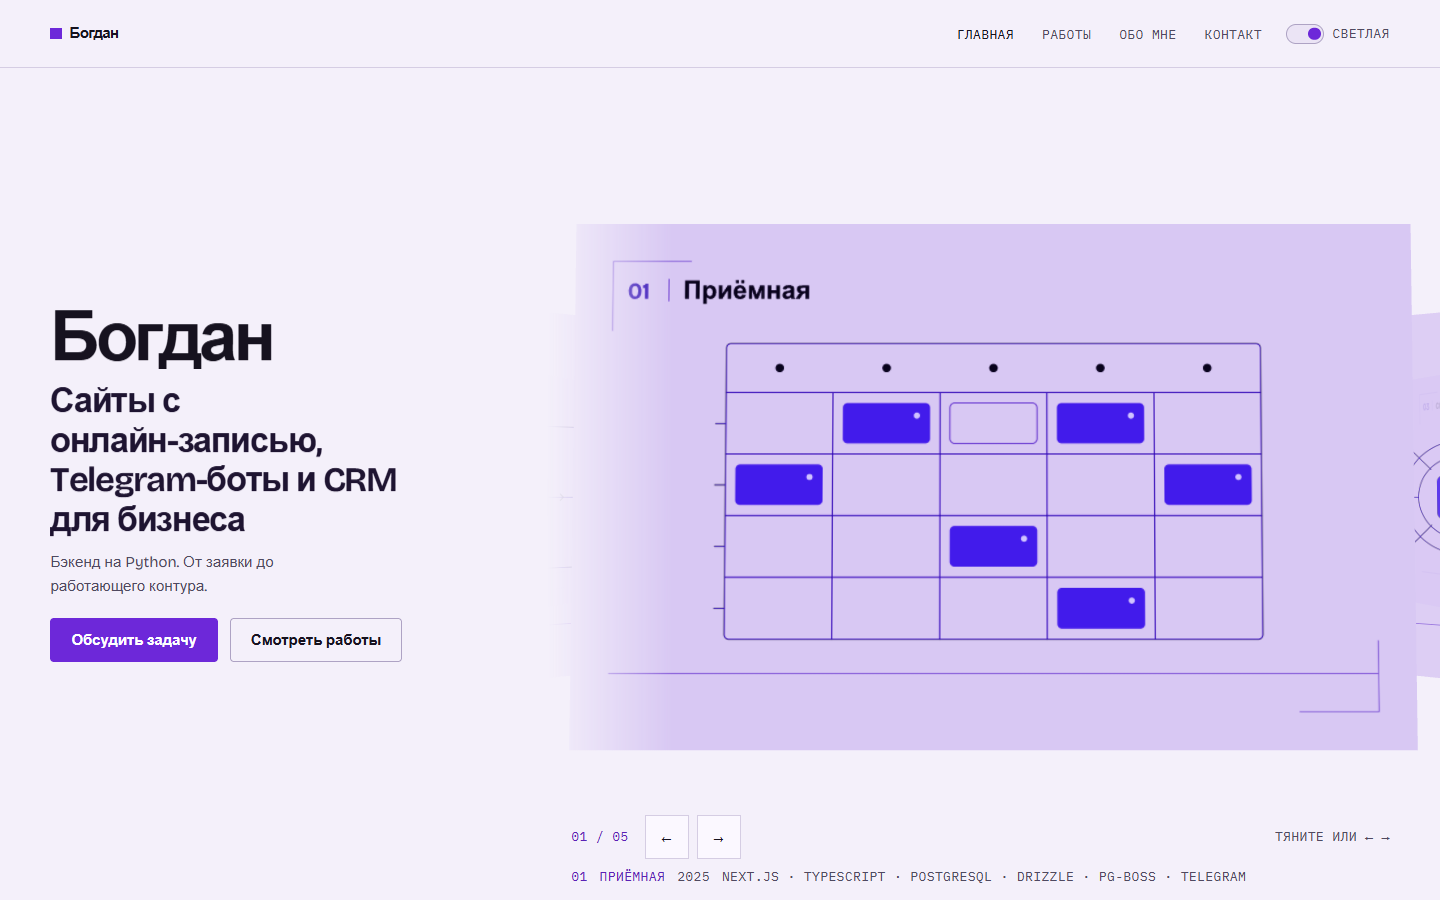 Богдан
ГЛАВНАЯ РАБОТЫ ОБО МНЕ КОНТАКТ СВЕТЛАЯ
01 Приёмная
Богдан
Сайты с
онлайн-записью,
Telegram-боты и CRM
для бизнеса
Бэкенд на Python. От заявки до
работающего контура.
Обсудить задачу Смотреть работы
01 / 05 ← → ТЯНИТЕ ИЛИ ← →
01 ПРИЁМНАЯ 2025 NEXT.JS · TYPESCRIPT · POSTGRESQL · DRIZZLE · PG-BOSS · TELEGRAM